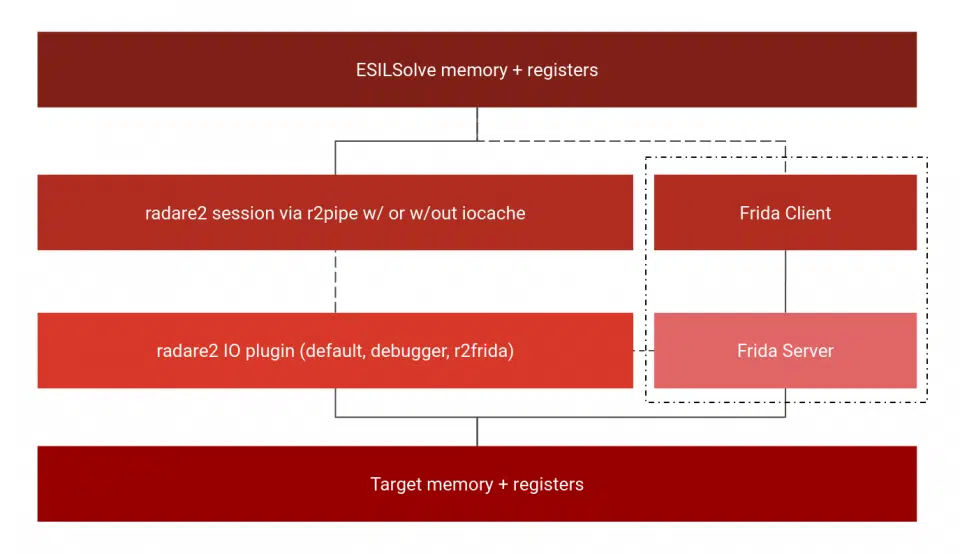 ESILSolve memory + registers
radare2 session via r2pipe w/ or w/out iocache
Frida Client
radare2 IO plugin (default, debugger, r2frida)
Frida Server
Target memory + registers